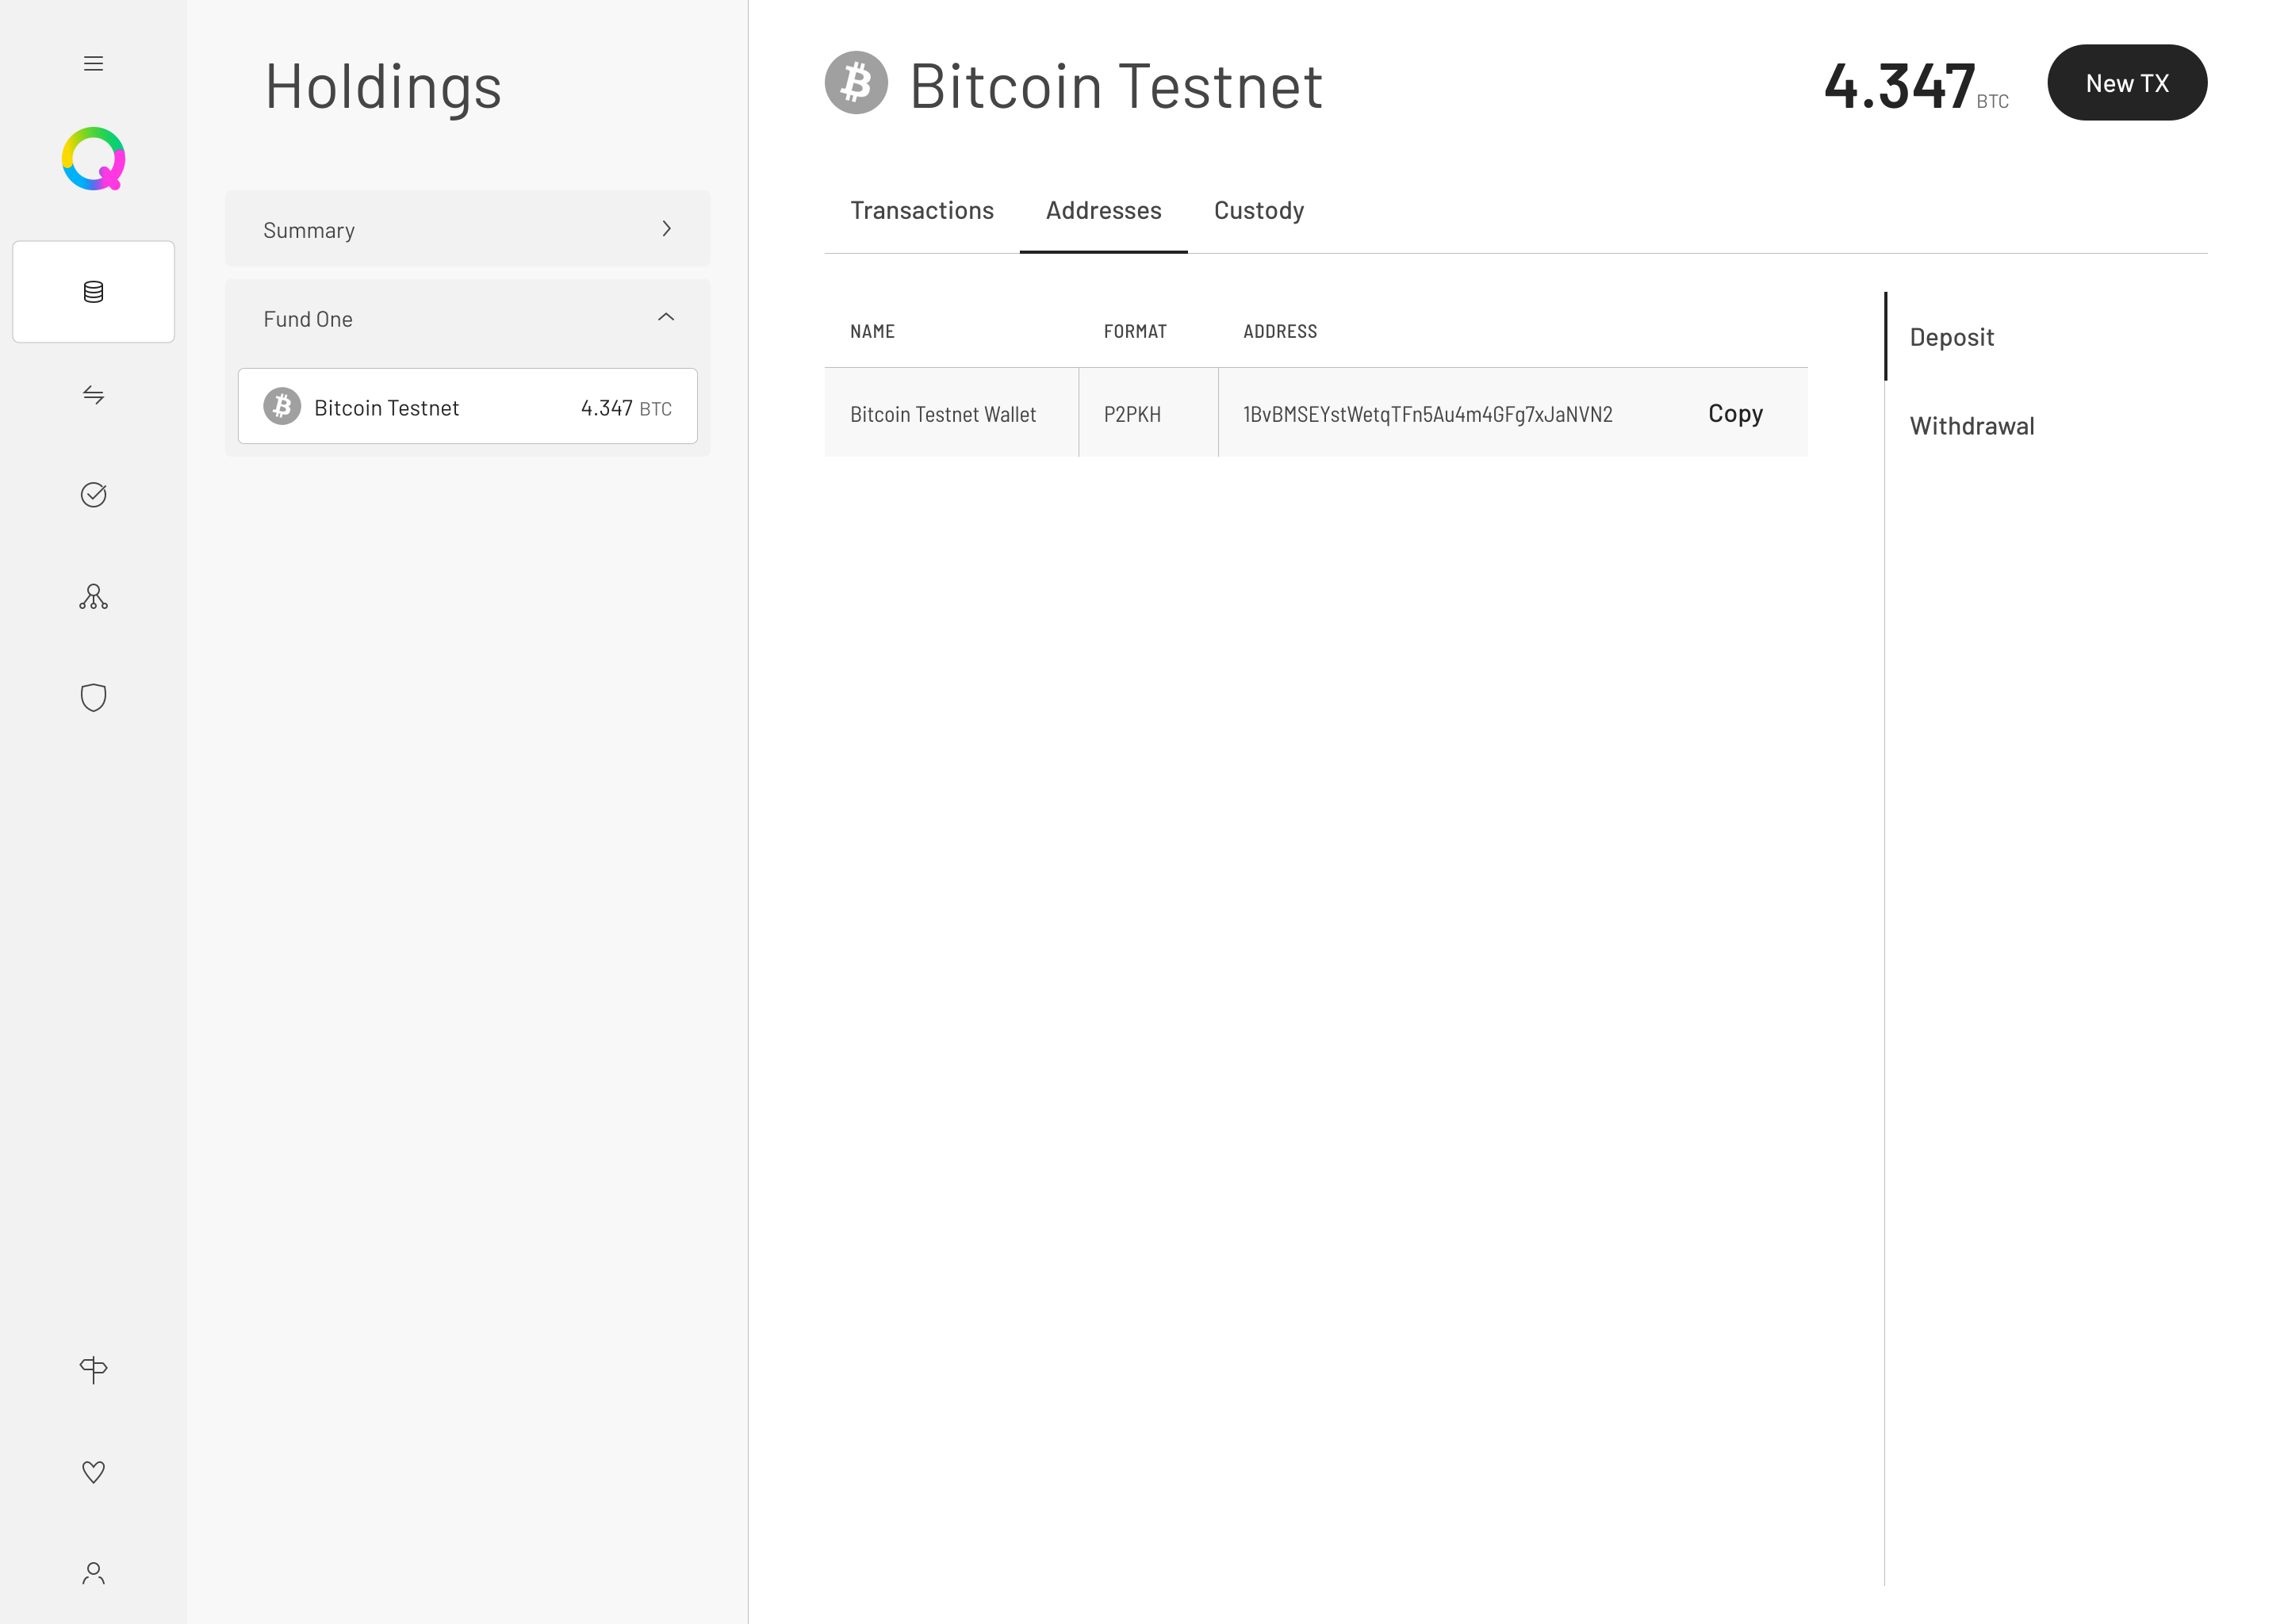 Holdings
Summary
Fund One
Bitcoin Testnet 4.347 BTC
Bitcoin Testnet
4.347 BTC
New TX
Transactions Addresses Custody
NAME FORMAT ADDRESS
Bitcoin Testnet Wallet P2PKH 1BvBMSEYstWetqTFn5Au4m4GFg7xJaNVN2 Copy
Deposit
Withdrawal